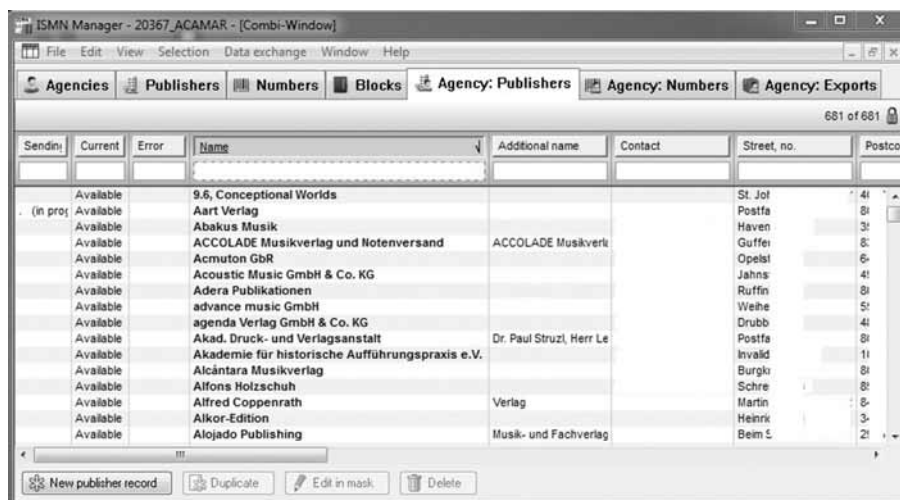 ISMN Manager - 20367_ACAMAR - [Combi-Window]
File Edit View Selection Data exchange Window Help
Agencies Publishers Numbers Blocks Agency: Publishers Agency: Numbers Agency: Exports
681 of 681
Current Error Name Additional name Contact Street, no.
Available 9.6, Conceptional Worlds St.
(in Available Aart Verlag
Available Abakus Musik
Available ACCOLADE Musikverlag und Notenversand ACCOLADE
Available Acmuton GbR
Available Acoustic Music GmbH & Co. KG
Available Adera Publikationen
Available advance music GmbH
Available agenda Verlag GmbH & Co. KG
Available Akad. Druck- und Verlagsanstalt Dr. Paul Struzl, Herr
Available Akademie für historische Aufführungspraxis e.V.
Available Alcántara Musikverlag
Available Alfons Holzschuh
Available Alfred Coppenrath Verlag Martin
Available Alkor-Edition
Available Alojado Publishing Musik- und Fachverlag Beim
New publisher record Duplicate Edit in mask Delete